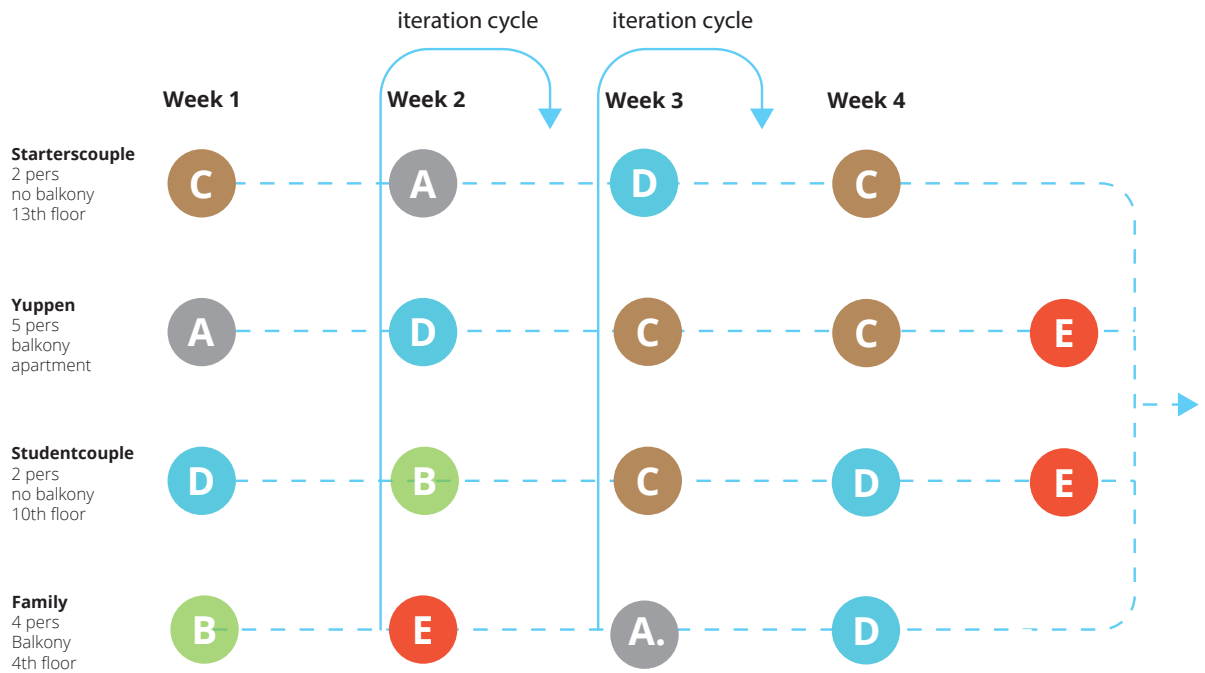 iteration cycle
iteration cycle
Week 1
Week 2
Week 3
Week 4
Starterscouple
2 pers
no balkony
13th floor
C
A
D
C
Yuppen
5 pers
balkony
apartment
A
D
C
C
E
Studentcouple
2 pers
no balkony
10th floor
D
B
C
D
E
Family
4 pers
Balkony
4th floor
B
E
A.
D